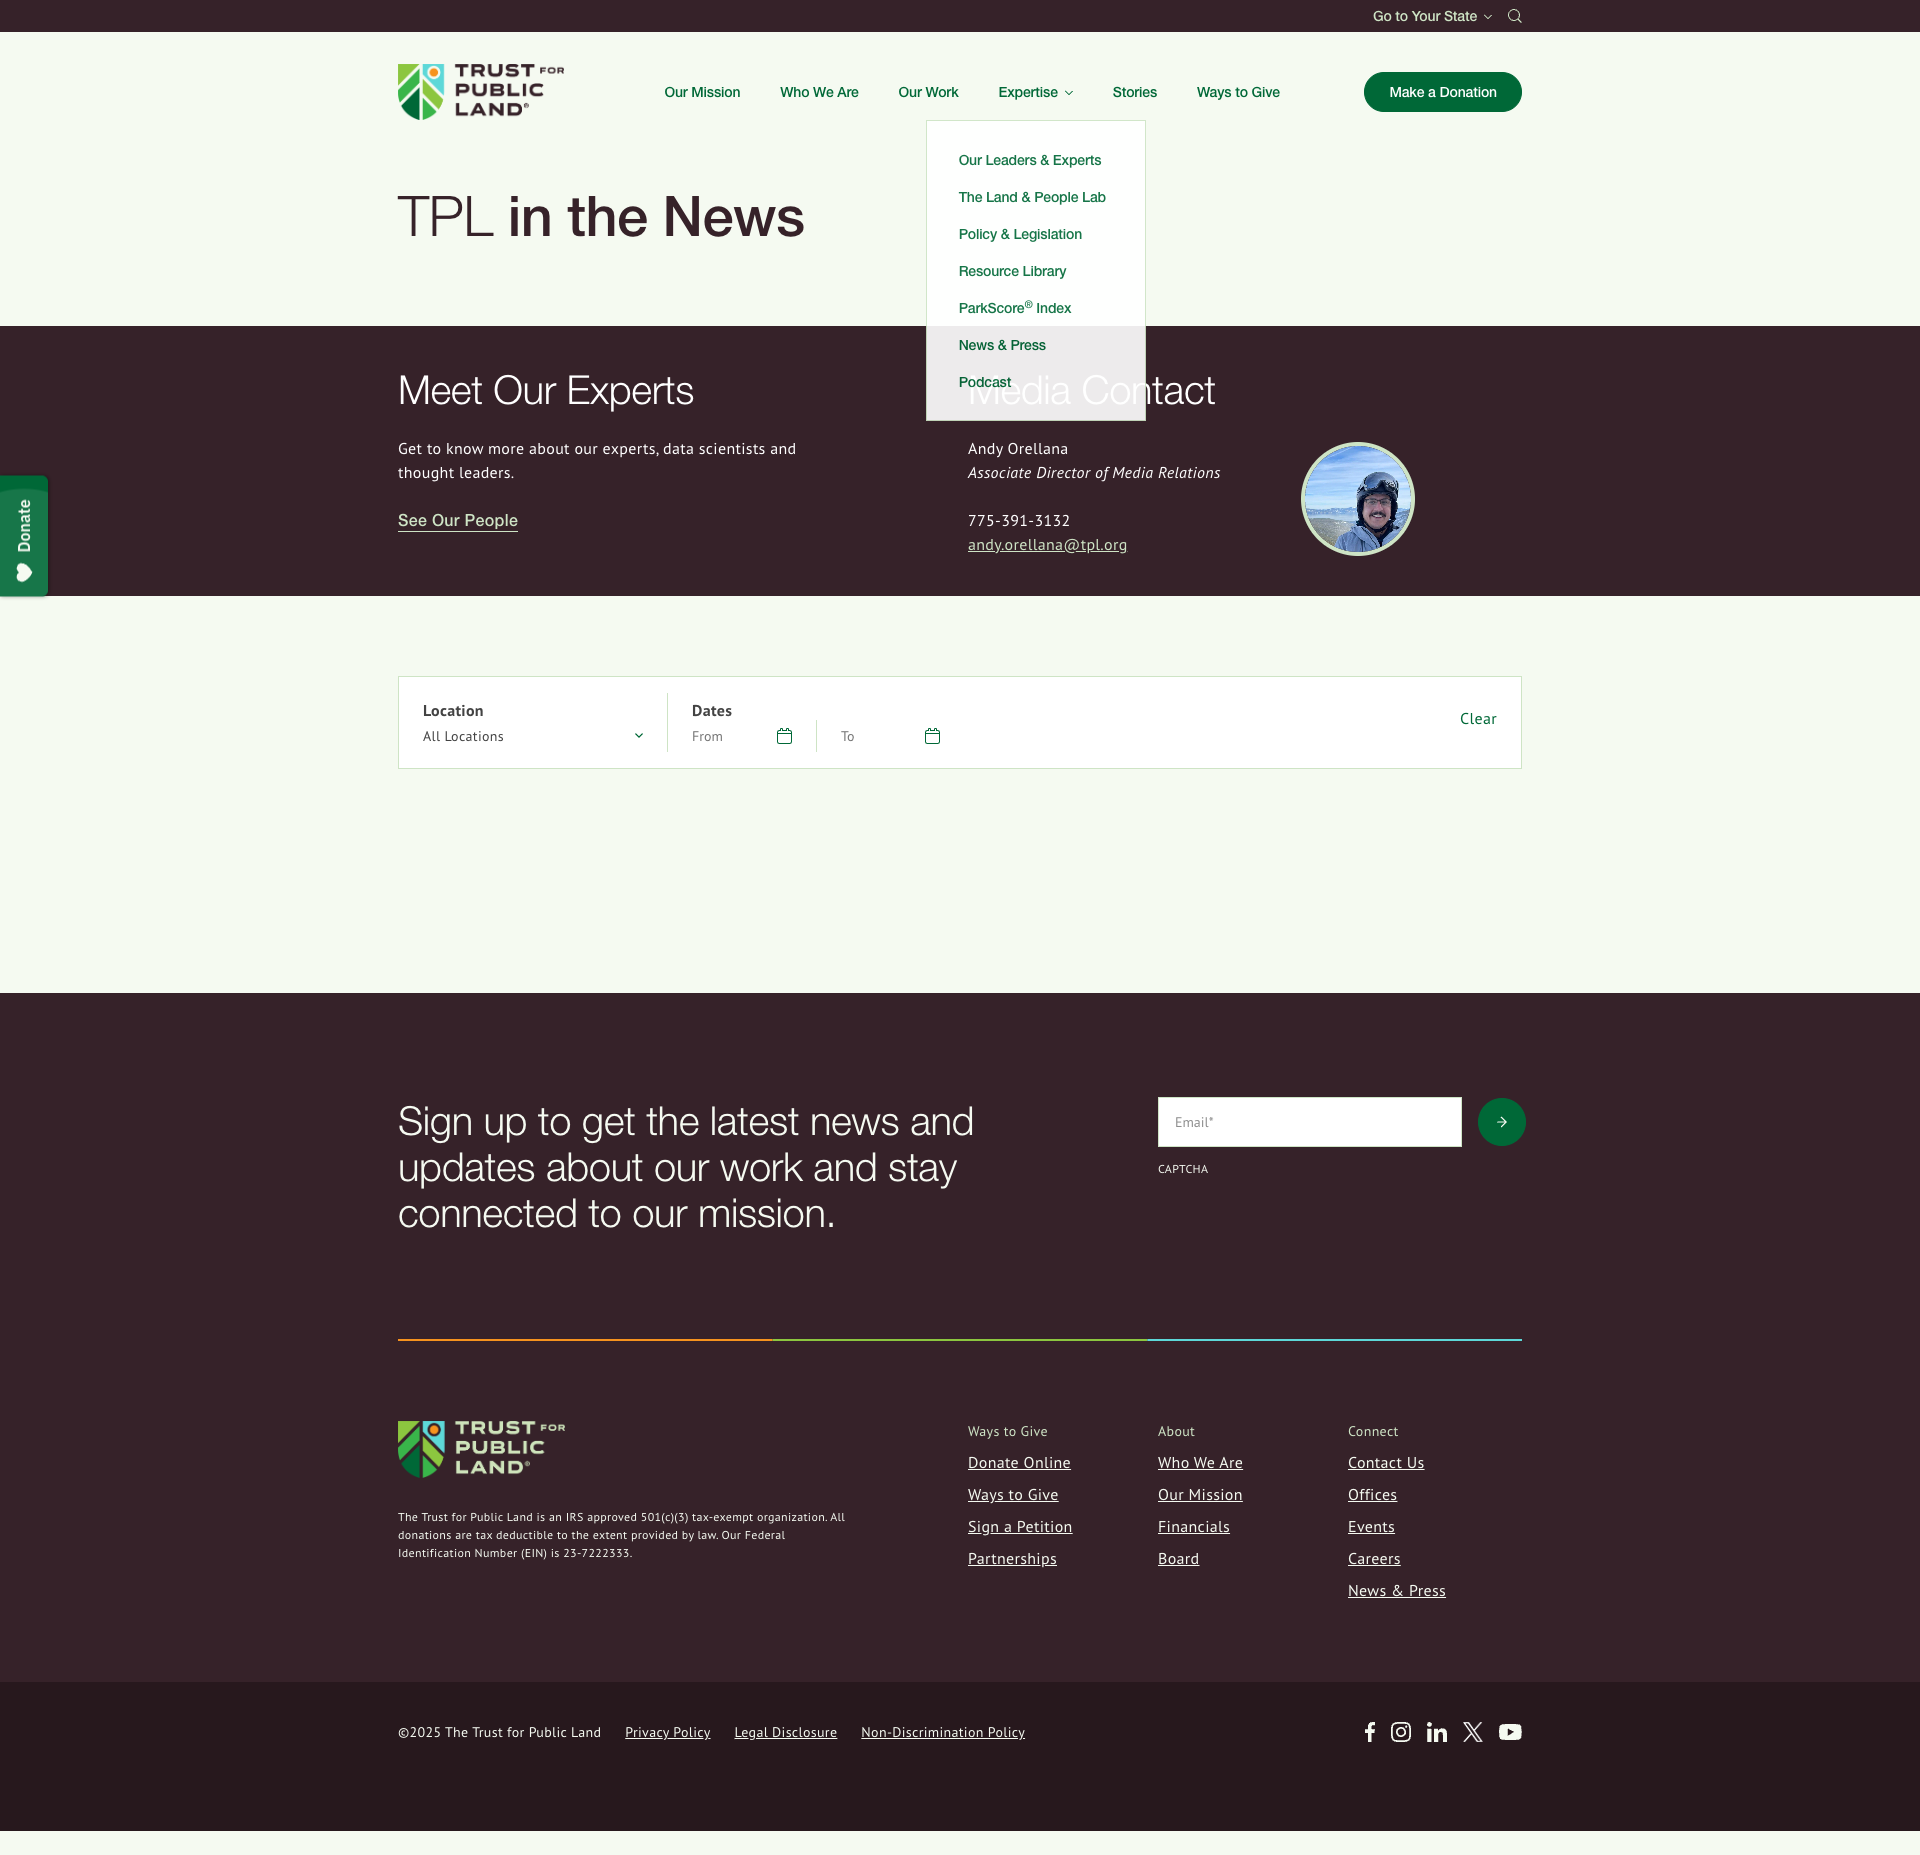 Go to Your State
TRUST FOR
PUBLIC
LAND®
Our Mission
Who We Are
Our Work
Expertise
Stories
Ways to Give
Make a Donation
Our Leaders & Experts
The Land & People Lab
Policy & Legislation
Resource Library
ParkScore® Index
News & Press
Podcast
TPL in the News
Meet Our Experts
Get to know more about our experts, data scientists and
thought leaders.
See Our People
Media Contact
Andy Orellana
Associate Director of Media Relations
775-391-3132
andy.orellana@tpl.org
Donate
Location
All Locations
Dates
From
To
Clear
Sign up to get the latest news and
updates about our work and stay
connected to our mission.
Email*
CAPTCHA
TRUST FOR
PUBLIC
LAND®
The Trust for Public Land is an IRS approved 501(c)(3) tax-exempt organization. All
donations are tax deductible to the extent provided by law. Our Federal
Identification Number (EIN) is 23-7222333.
Ways to Give
Donate Online
Ways to Give
Sign a Petition
Partnerships
About
Who We Are
Our Mission
Financials
Board
Connect
Contact Us
Offices
Events
Careers
News & Press
©2025 The Trust for Public Land
Privacy Policy
Legal Disclosure
Non-Discrimination Policy